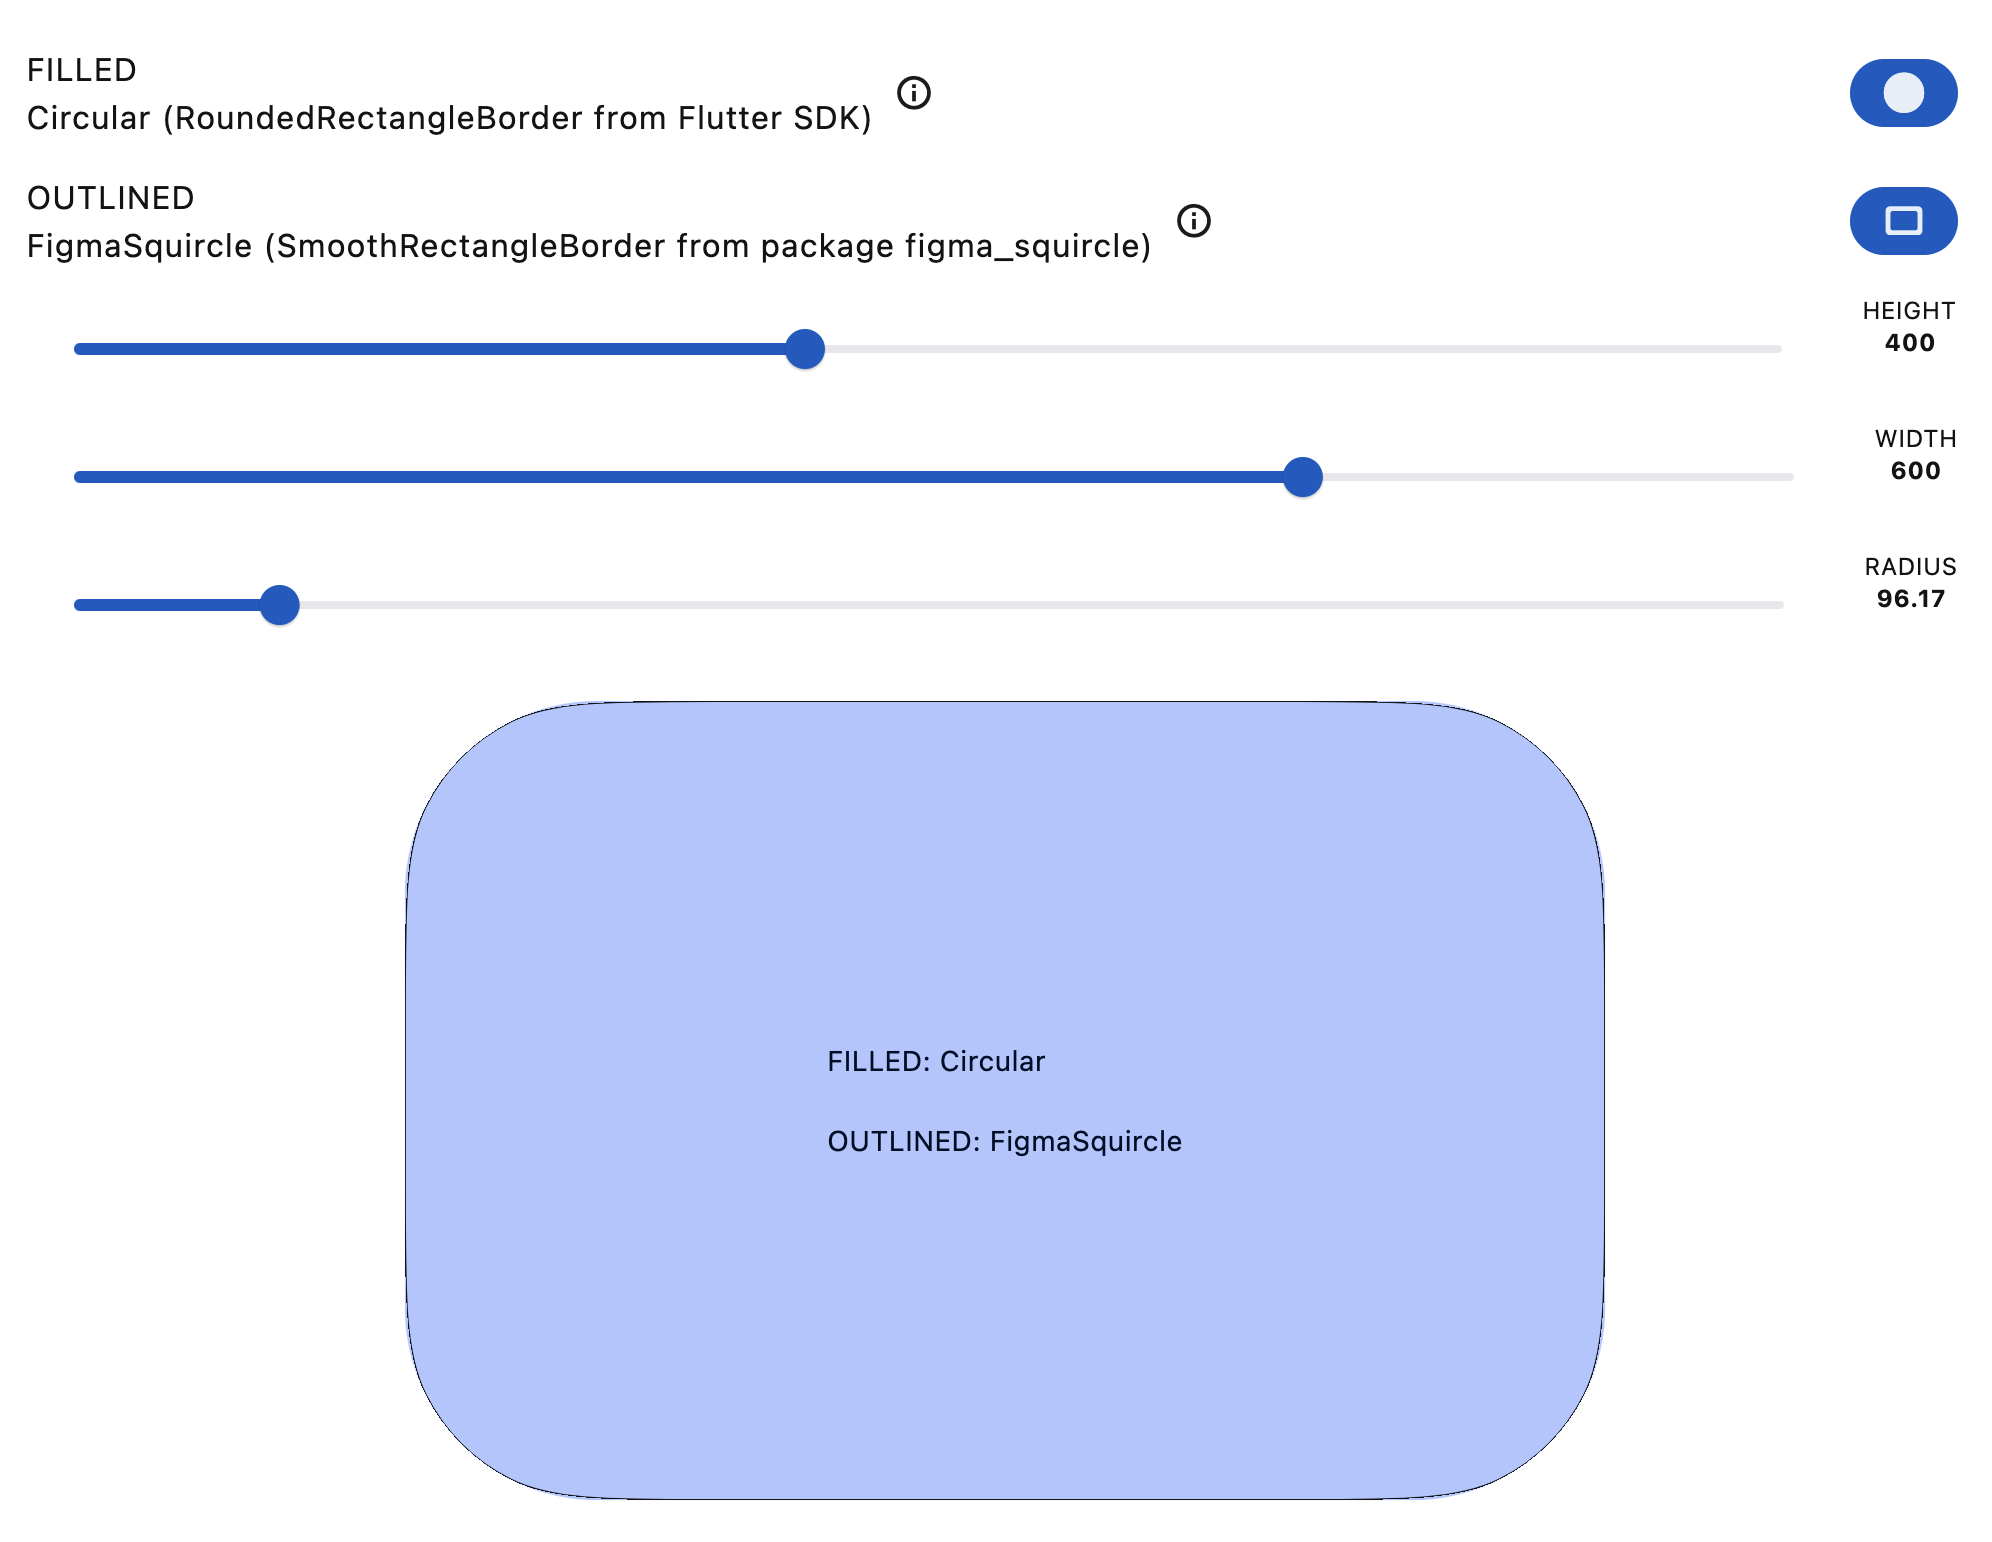 FILLED
Circular (RoundedRectangleBorder from Flutter SDK)
OUTLINED
FigmaSquircle (SmoothRectangleBorder from package figma_squircle)
HEIGHT
400
WIDTH
600
RADIUS
96.17
FILLED: Circular
OUTLINED: FigmaSquircle